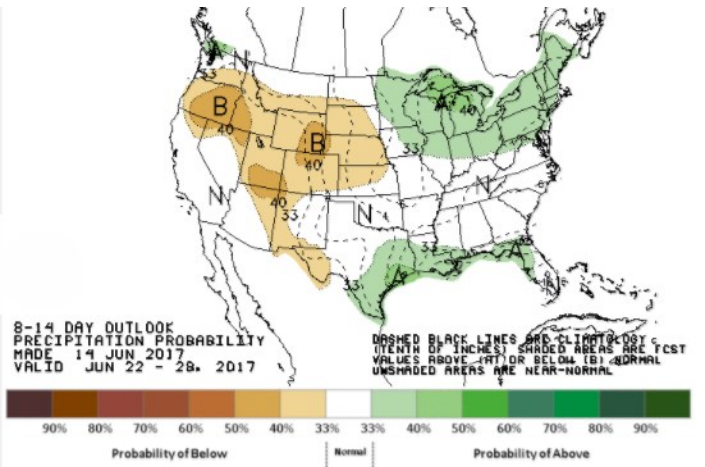 A
N
33
B
40
B
40
40
33
N
A
40
33
N
N
33
33
A
A
N
8-14 DAY OUTLOOK
PRECIPITATION PROBABILITY
MADE 14 JUN 2017
VALID JUN 22 - 28, 2017
DASHED BLACK LINES ARE CLIMATOLOGY
(TENTH OF INCHES) SHADED AREAS ARE FCST
VALUES ABOVE (A) OR BELOW (B) NORMAL
UNSHADED AREAS ARE NEAR-NORMAL
90% 80% 70% 60% 50% 40% 33% 33% 40% 50% 60% 70% 80% 90%
Probability of Below Normal Probability of Above